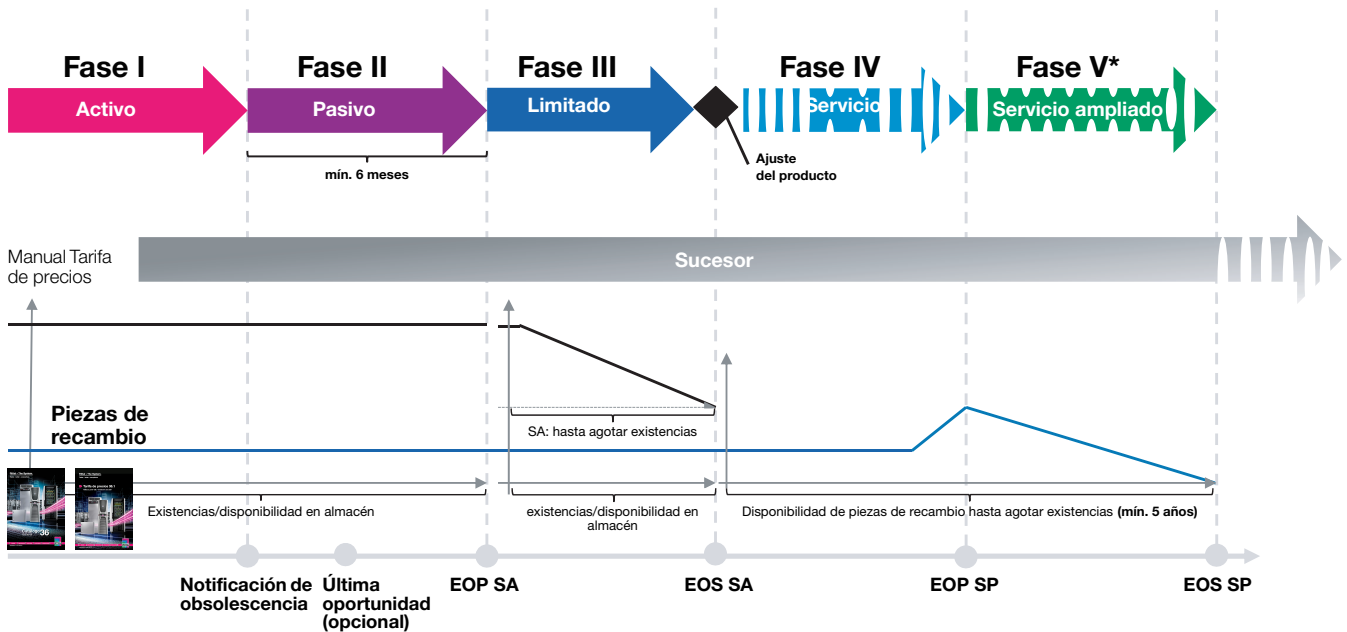 Fase I
Fase II
Fase III
Fase IV
Fase V*
Activo
Pasivo
Limitado
Servicio
Servicio ampliado
mín. 6 meses
Ajuste
del producto
Manual Tarifa
de precios
Sucesor
Piezas de
recambio
SA: hasta agotar existencias
36
Existencias/disponibilidad en almacén
existencias/disponibilidad en
almacén
Disponibilidad de piezas de recambio hasta agotar existencias (mín. 5 años)
Notificación de
obsolescencia
Última
oportunidad
(opcional)
EOP SA
EOS SA
EOP SP
EOS SP